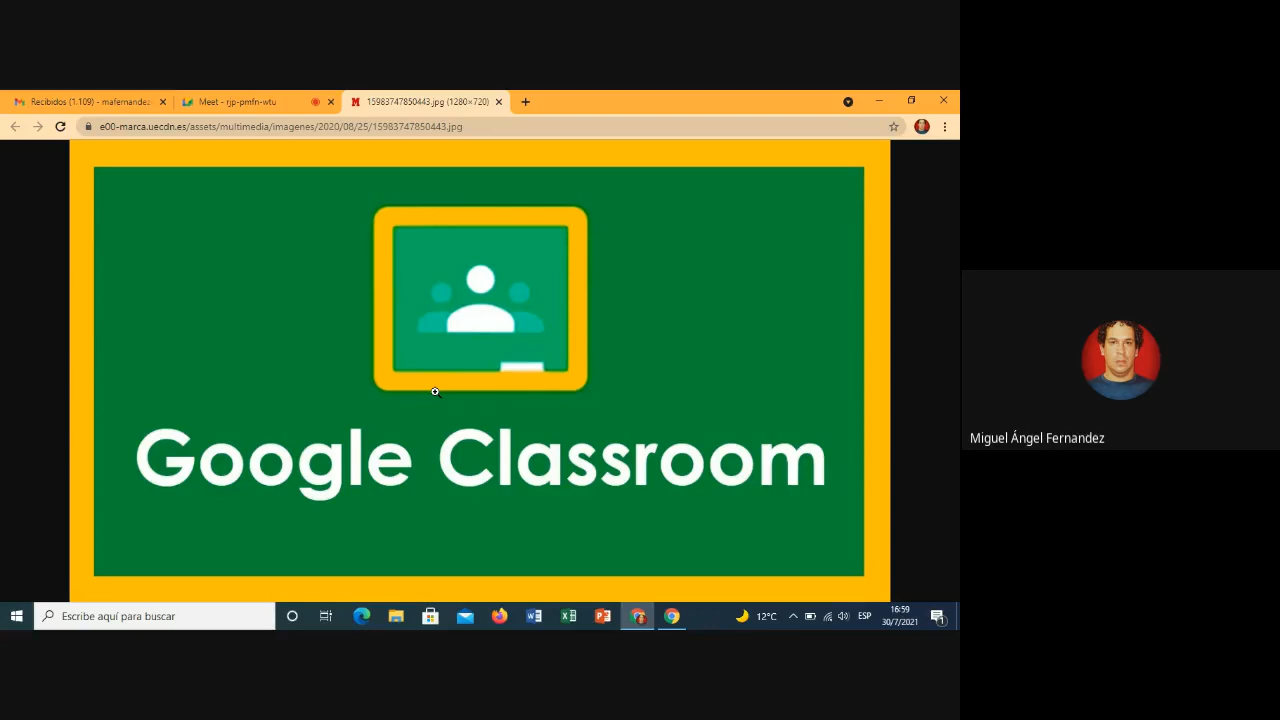 Recibidos (1.109) - mafernandez
Meet - rjp-pmfn-wtu
15983747850443.jpg (1280×720)
e00-marca.uecdn.es/assets/multimedia/imagenes/2020/08/25/15983747850443.jpg
Google Classroom
Miguel Ángel Fernandez
Escribe aquí para buscar
12°C
ESP
16:59
30/7/2021
1